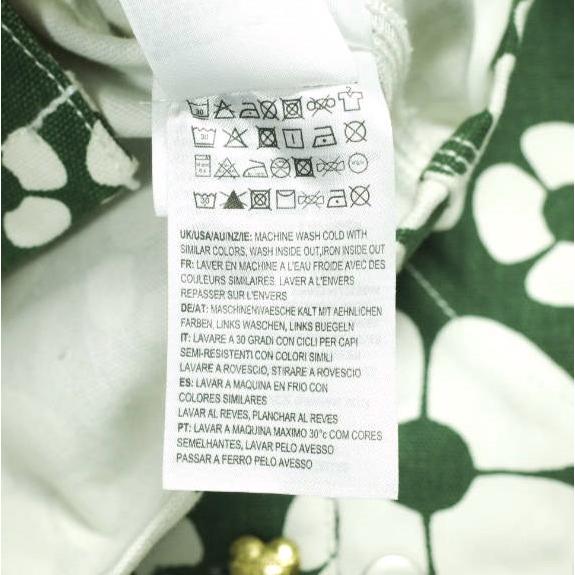 UK/USA/AU/NZ/IE: MACHINE WASH COLD WITH
SIMILAR COLORS, WASH INSIDE OUT,IRON INSIDE OUT
FR: LAVER EN MACHINE A L'EAU FROIDE AVEC DES
COULEURS SIMILAIRES. LAVER A L'ENVERS
REPASSER SUR L'ENVERS
DE/AT: MASCHINENWAESCHE KALT MIT AEHNLICHEN
FARBEN, LINKS WASCHEN, LINKS BUEGELN
IT: LAVARE A 30 GRADI CON CICLI PER CAPI
SEMI-RESISTENTI CON COLORI SIMILI
LAVARE A ROVESCIO, STIRARE A ROVESCIO
ES: LAVAR A MAQUINA EN FRIO CON
COLORES SIMILARES
LAVAR AL REVES, PLANCHAR AL REVES
PT: LAVAR A MAQUINA MAXIMO 30°c COM CORES
SEMELHANTES, LAVAR PELO AVESSO
PASSAR A FERRO PELO AVESSO